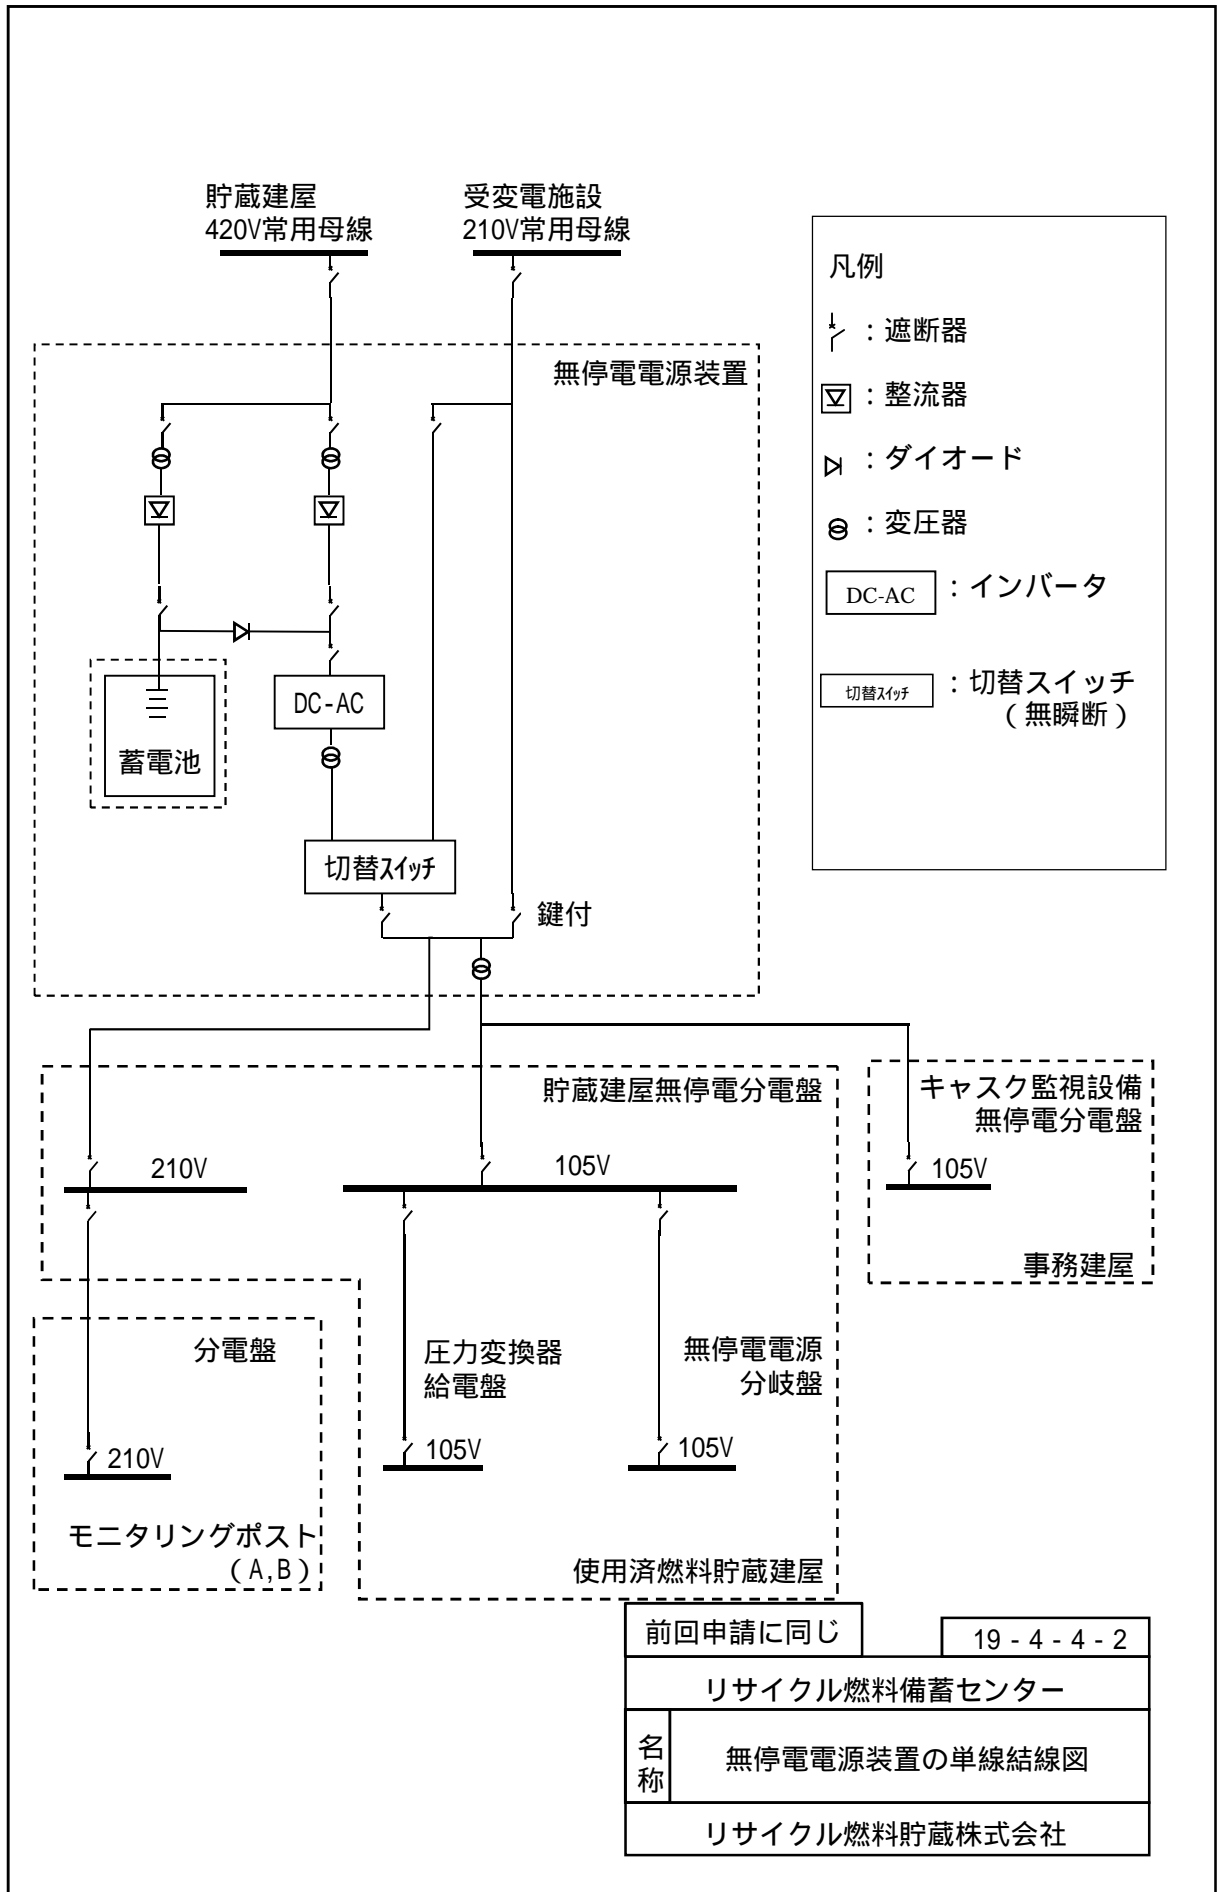 貯蔵建屋
420V常用母線
受変電施設
210V常用母線
凡例
：遮断器
：整流器
：ダイオード
：変圧器
DC-AC
：インバータ
切替ｽｲｯﾁ
：切替スイッチ
（無瞬断）
無停電電源装置
DC-AC
蓄電池
切替ｽｲｯﾁ
鍵付
貯蔵建屋無停電分電盤
キャスク監視設備
無停電分電盤
210V
105V
105V
事務建屋
分電盤
圧力変換器
給電盤
無停電電源
分岐盤
210V
105V
105V
モニタリングポスト
（A,B）
使用済燃料貯蔵建屋
前回申請に同じ
19 - 4 - 4 - 2
リサイクル燃料備蓄センター
名称
無停電電源装置の単線結線図
リサイクル燃料貯蔵株式会社